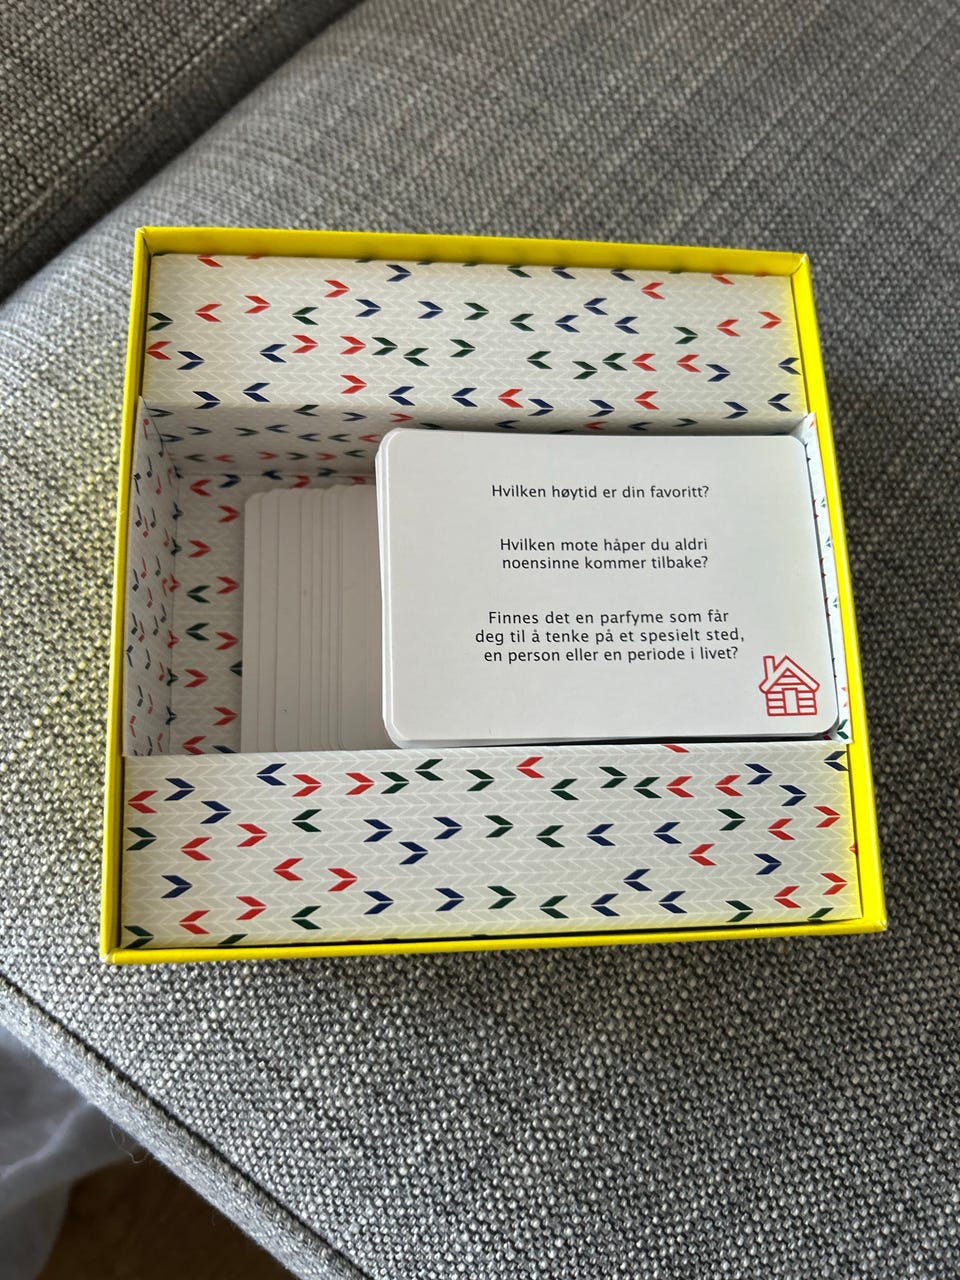 Hvilken høytid er din favoritt?
Hvilken mote håper du aldri
noensinne kommer tilbake?
Finnes det en parfyme som får
deg til å tenke på et spesielt sted,
en person eller en periode i livet?